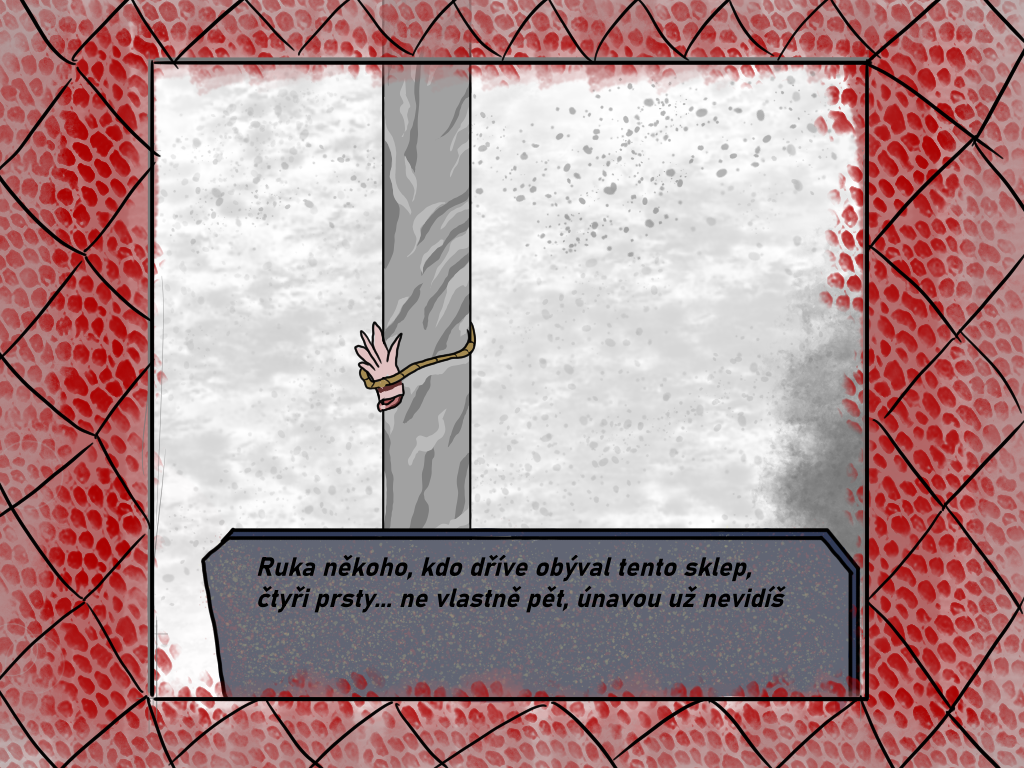 Ruka někoho, kdo dříve obýval tento sklep,
čtyři prsty... ne vlastně pět, únavou už nevidíš